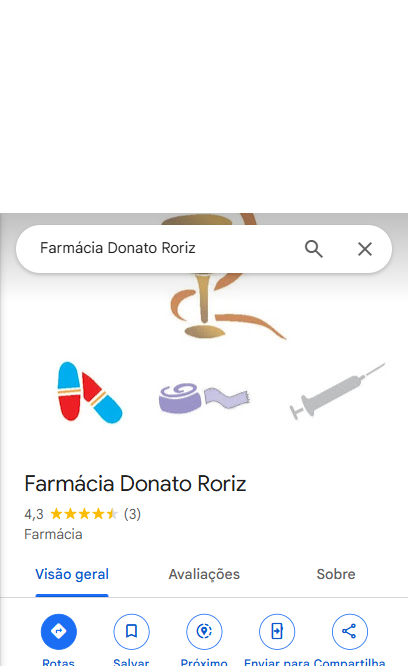 Farmácia Donato Roriz
Farmácia Donato Roriz
4,3 (3)
Farmácia
Visão geral Avaliações Sobre
Rotas Salvar Próximo Enviar para Compartilha